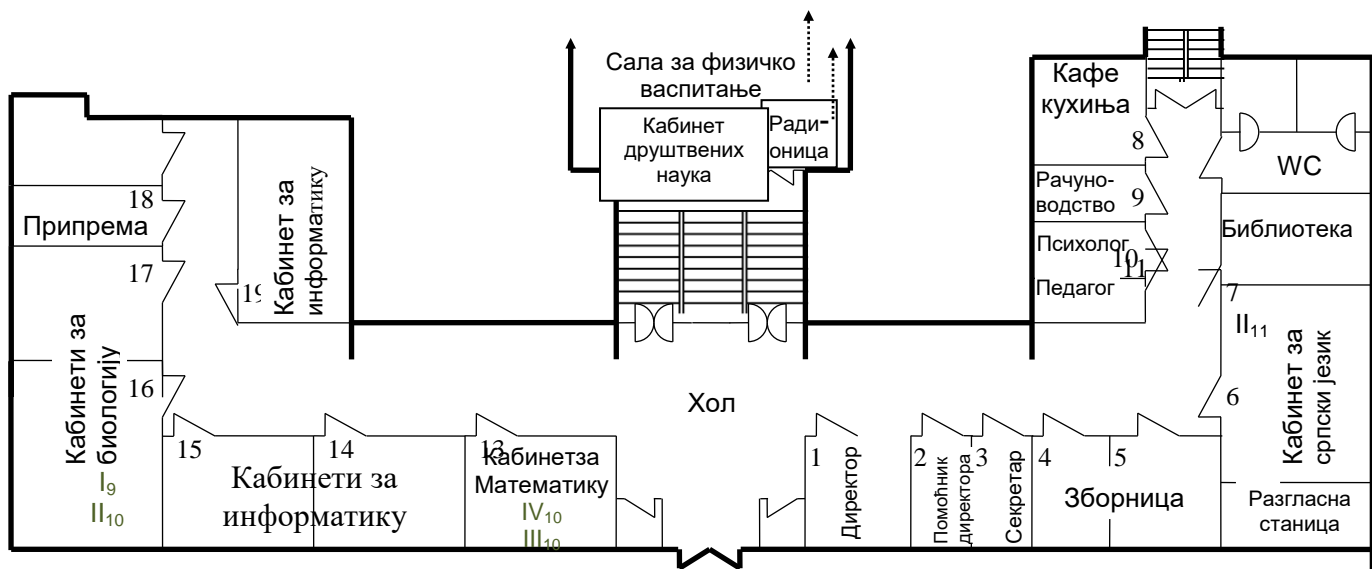 Сала за физичко
васпитање
Кабинет
друштвених
наука
Ради-
оница
Кафе
кухиња
8
WC
Рачуно-
водство
9
18
Припрема
17
19
Кабинет за
информатику
Психолог
10
11
Педагог
Библиотека
7
II11
Кабинет за
српски језик
6
Кабинети за
биологију
I9
II10
16
15
14
Кабинети за
информатику
13
Кабинетза
Математику
IV10
III10
Хол
1
Директор
2
Помоћник
директора
3
Секретар
4
5
Зборница
Разгласна
станица